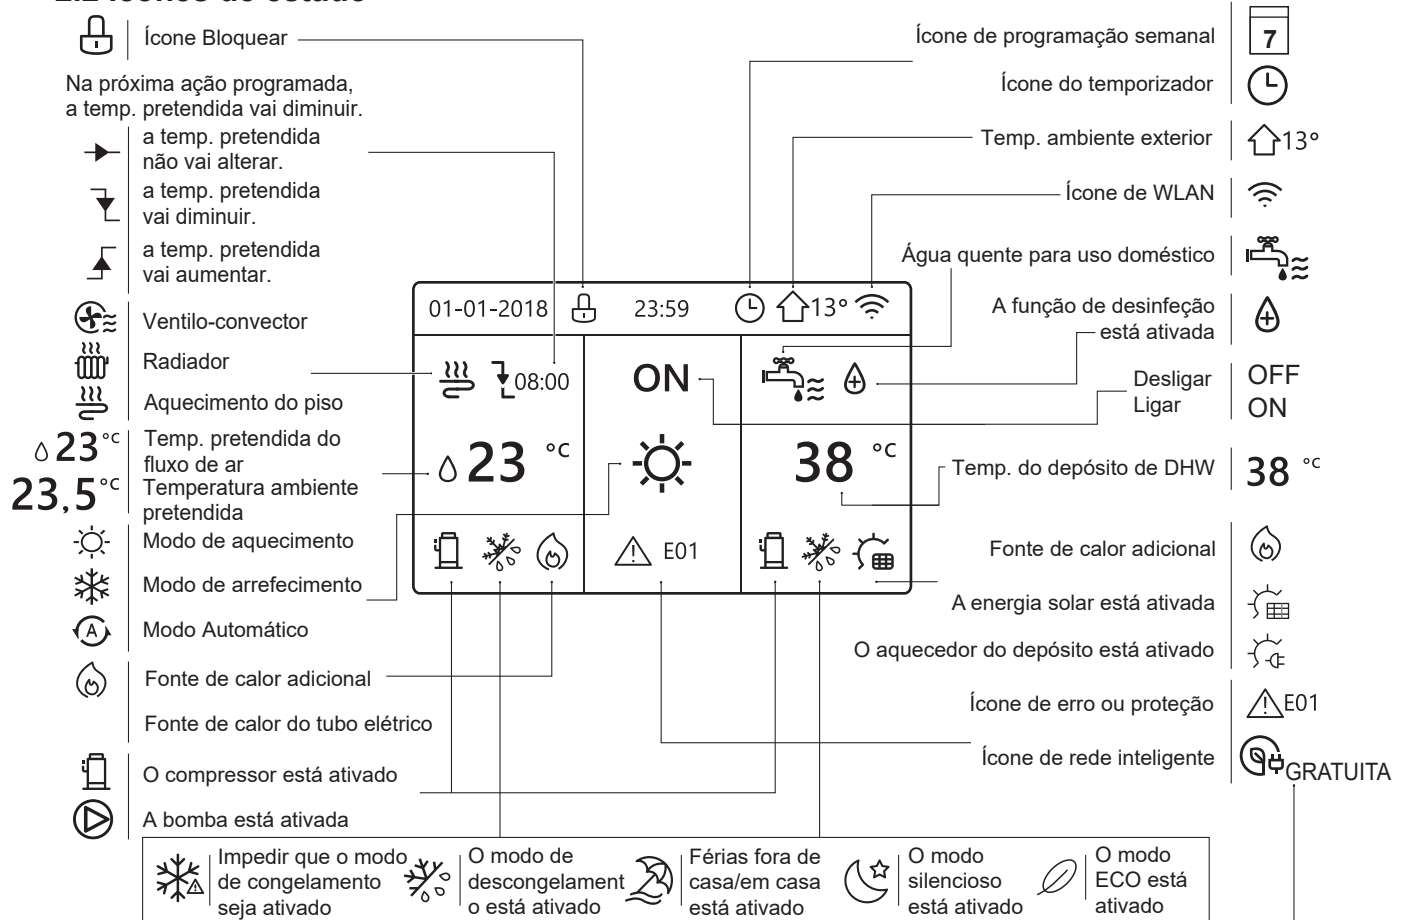 Ícone Bloquear
Na próxima ação programada,
a temp. pretendida vai diminuir.
a temp. pretendida
não vai alterar.
a temp. pretendida
vai diminuir.
a temp. pretendida
vai aumentar.
Ventilo-convector
Radiador
Aquecimento do piso
23 °C
Temp. pretendida do
fluxo de ar
23,5 °C
Temperatura ambiente
pretendida
Modo de aquecimento
Modo de arrefecimento
A
Modo Automático
Fonte de calor adicional
Fonte de calor do tubo elétrico
O compressor está ativado
A bomba está ativada
01-01-2018
23:59
13°
08:00
ON
23 °C
38 °C
E01
Ícone de programação semanal
7
Ícone do temporizador
Temp. ambiente exterior
13°
Ícone de WLAN
Água quente para uso doméstico
A função de desinfeção
está ativada
Desligar
OFF
Ligar
ON
Temp. do depósito de DHW
38 °C
Fonte de calor adicional
A energia solar está ativada
O aquecedor do depósito está ativado
Ícone de erro ou proteção
E01
Ícone de rede inteligente
GRATUITA
Impedir que o modo
de congelamento
seja ativado
O modo de
descongelament
o está ativado
Férias fora de
casa/em casa
está ativado
O modo
silencioso
está ativado
O modo
ECO está
ativado